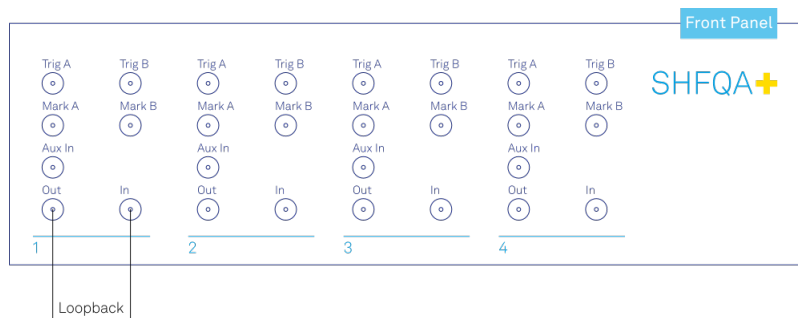 Front Panel
SHFQA+
Trig A Trig B Trig A Trig B Trig A Trig B Trig A Trig B
Mark A Mark B Mark A Mark B Mark A Mark B Mark A Mark B
Aux In Aux In Aux In Aux In
Out In Out In Out In Out In
1 2 3 4
Loopback